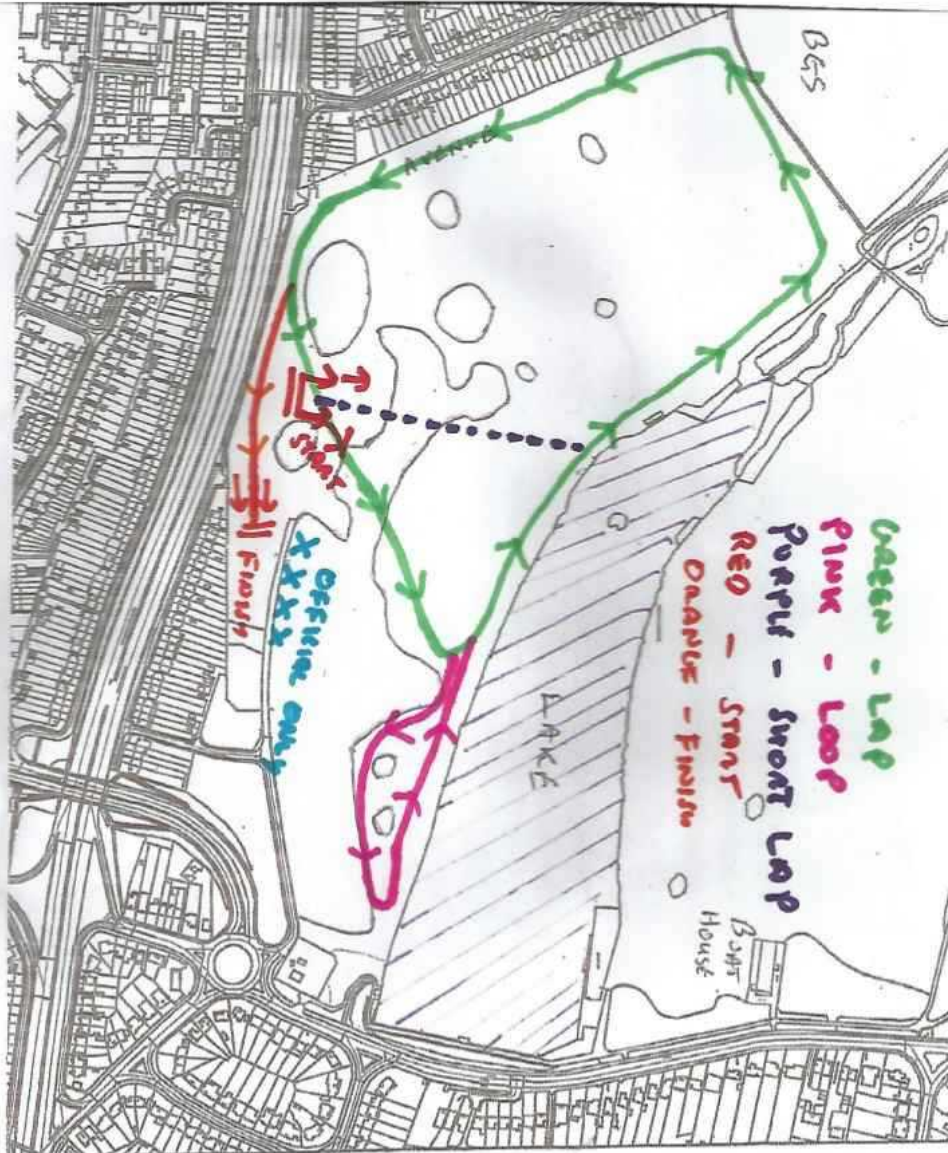 BGS
AVENUE
GREEN - LAP
PINK - LOOP
PURPLE - SHORT LAP
RED - START
ORANGE - FINISH
START
FINISH
OFFICIAL ONLY
XXXX
LAKE
BOAT
HOUSE